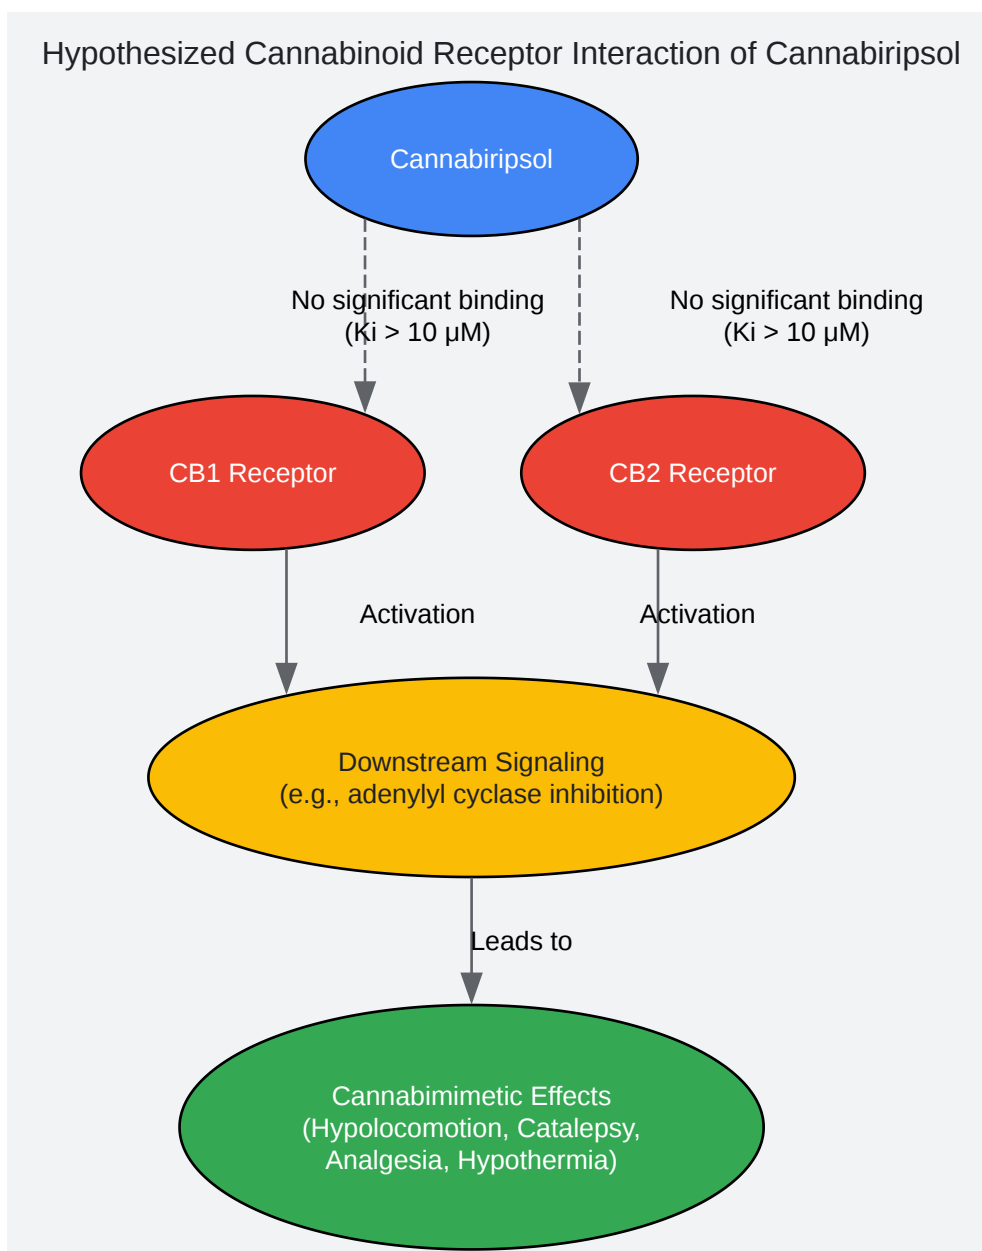 Hypothesized Cannabinoid Receptor Interaction of Cannabiripsol
Cannabiripsol
No significant binding
(Ki > 10 μM)
No significant binding
(Ki > 10 μM)
CB1 Receptor
CB2 Receptor
Activation
Activation
Downstream Signaling
(e.g., adenylyl cyclase inhibition)
Leads to
Cannabimimetic Effects
(Hypolocomotion, Catalepsy,
Analgesia, Hypothermia)